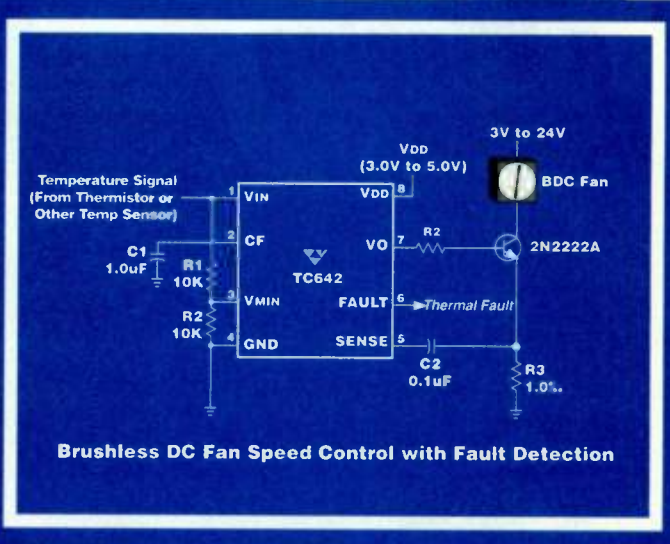 3V to 24V
VDD
(3.0V to 5.0V)
BDC Fan
Temperature Signal
(From Thermistor or
Other Temp Sensor)
1
VIN
VDD
8
2
CF
VO
7
R2
2N2222A
C1
1.0uF
R1
10K
TC642
3
VMIN
FAULT
6
Thermal Fault
R2
10K
4
GND
SENSE
5
C2
0.1uF
R3
Brushless DC Fan Speed Control with Fault Detection